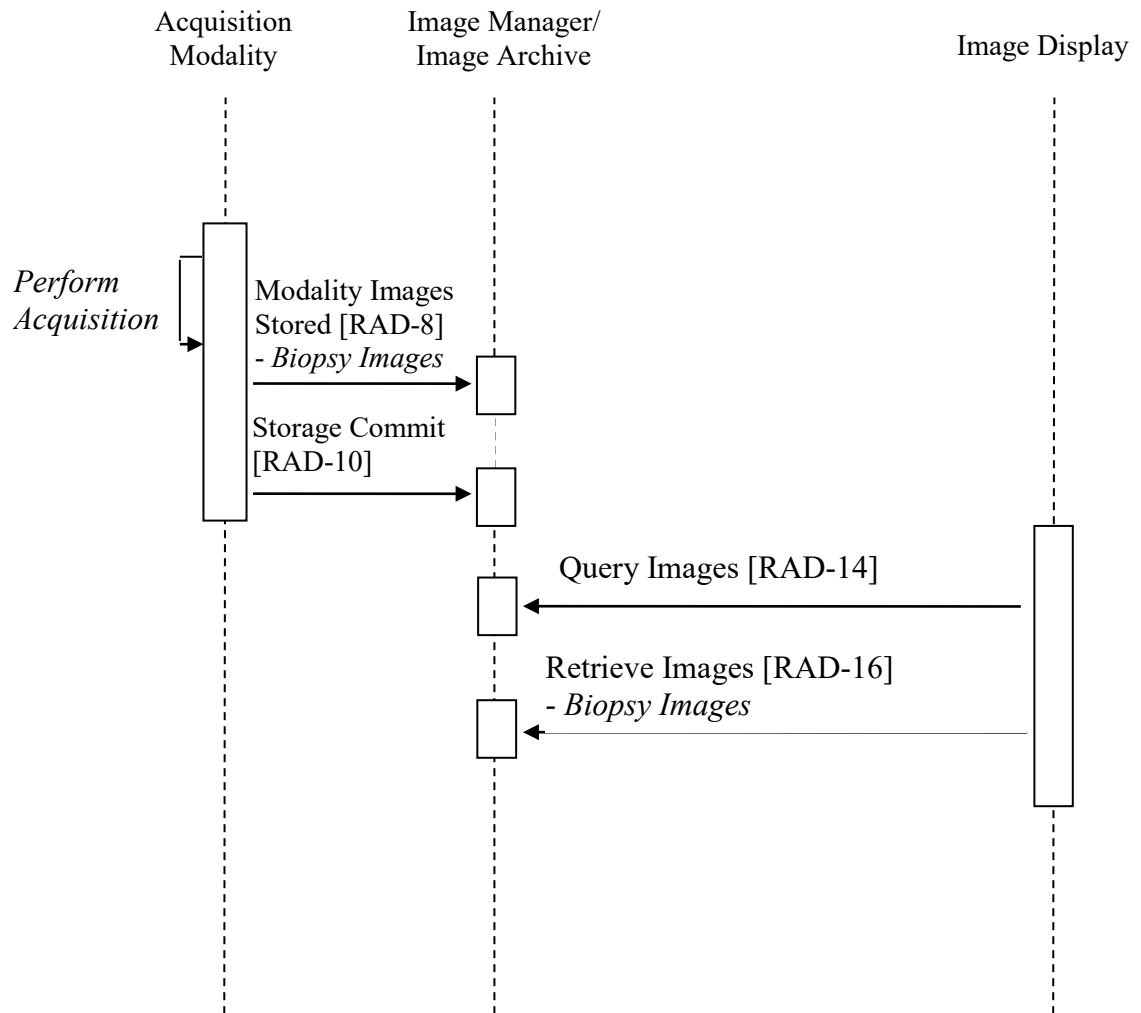 Acquisition
Modality
Image Manager/
Image Archive
Image Display
Perform
Acquisition
Modality Images
Stored [RAD-8]
- Biopsy Images
Storage Commit
[RAD-10]
Query Images [RAD-14]
Retrieve Images [RAD-16]
- Biopsy Images